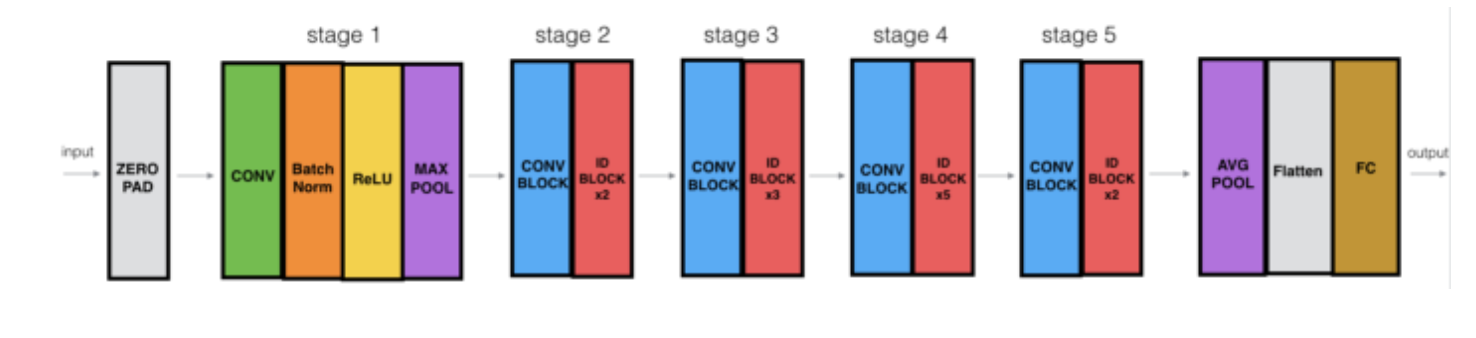 stage 1
stage 2
stage 3
stage 4
stage 5
input
ZERO
PAD
CONV
Batch
Norm
ReLU
MAX
POOL
CONV
BLOCK
ID
BLOCK
x2
CONV
BLOCK
ID
BLOCK
x3
CONV
BLOCK
ID
BLOCK
x5
CONV
BLOCK
ID
BLOCK
x2
AVG
POOL
Flatten
FC
output